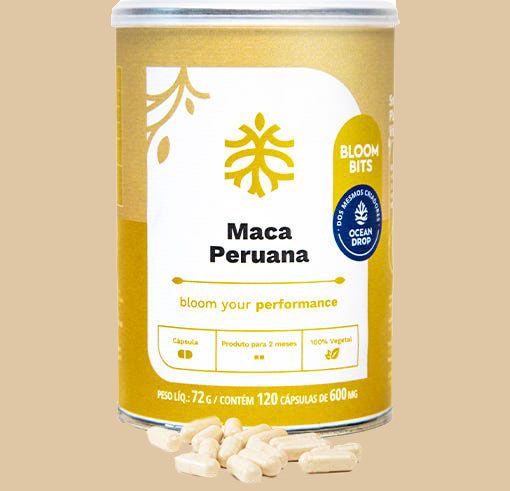 BLOOM
BITS
DOS MESMOS CRIADORES
OCEAN
DROP
Maca
Peruana
bloom your performance
Cápsula
Produto para 2 meses
100% Vegetal
PESO LÍQ.: 72 G / CONTÉM 120 CÁPSULAS DE 600 MG